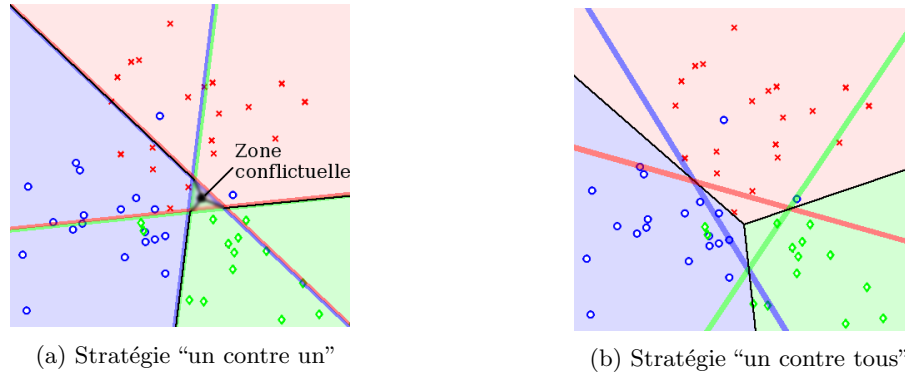 Zone
conflictuelle
(a) Stratégie “un contre un”
(b) Stratégie “un contre tous”